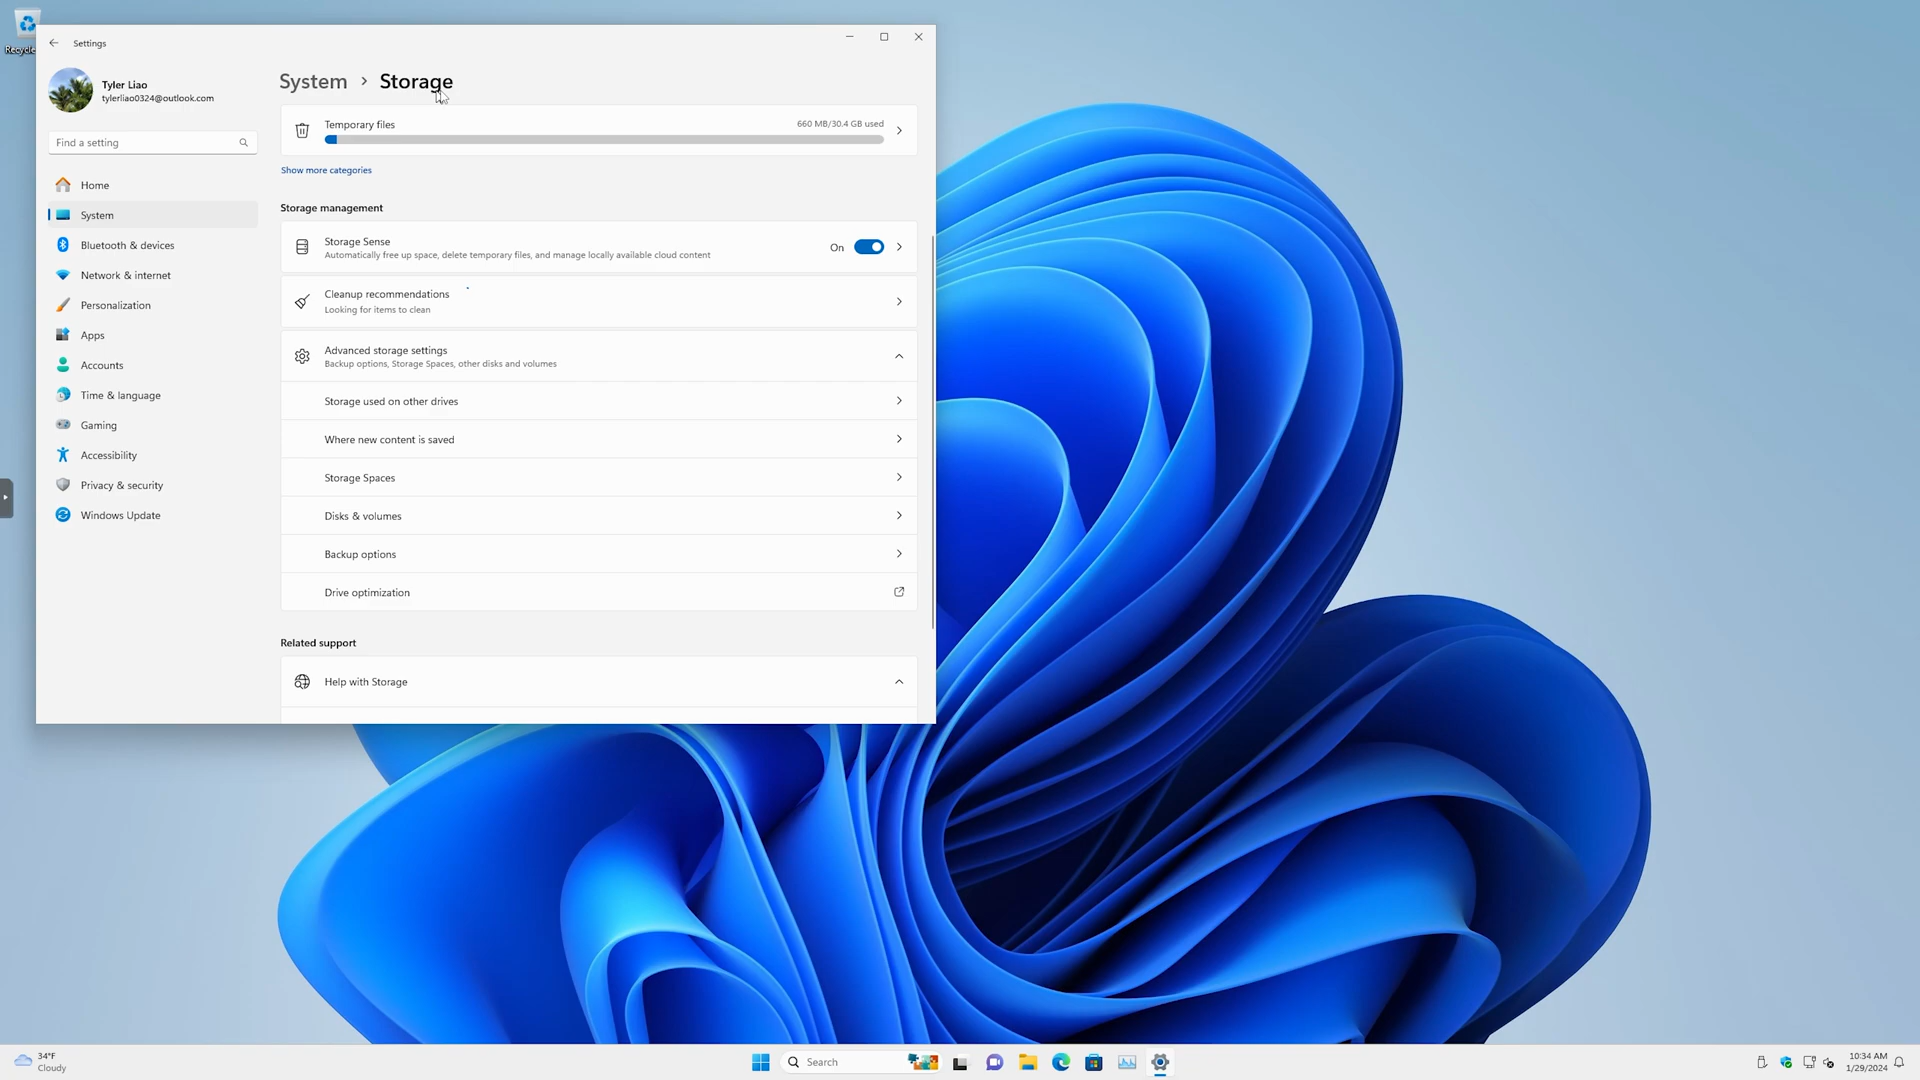 Recycle
Settings
Tyler Liao
tylerliao0324@outlook.com
Find a setting
Home
System
Bluetooth & devices
Network & internet
Personalization
Apps
Accounts
Time & language
Gaming
Accessibility
Privacy & security
Windows Update
System > Storage
Temporary files
660 MB/30.4 GB used
Show more categories
Storage management
Storage Sense
Automatically free up space, delete temporary files, and manage locally available cloud content
On
Cleanup recommendations
Looking for items to clean
Advanced storage settings
Backup options, Storage Spaces, other disks and volumes
Storage used on other drives
Where new content is saved
Storage Spaces
Disks & volumes
Backup options
Drive optimization
Related support
Help with Storage
34°F
Cloudy
Search
10:34 AM
1/29/2024